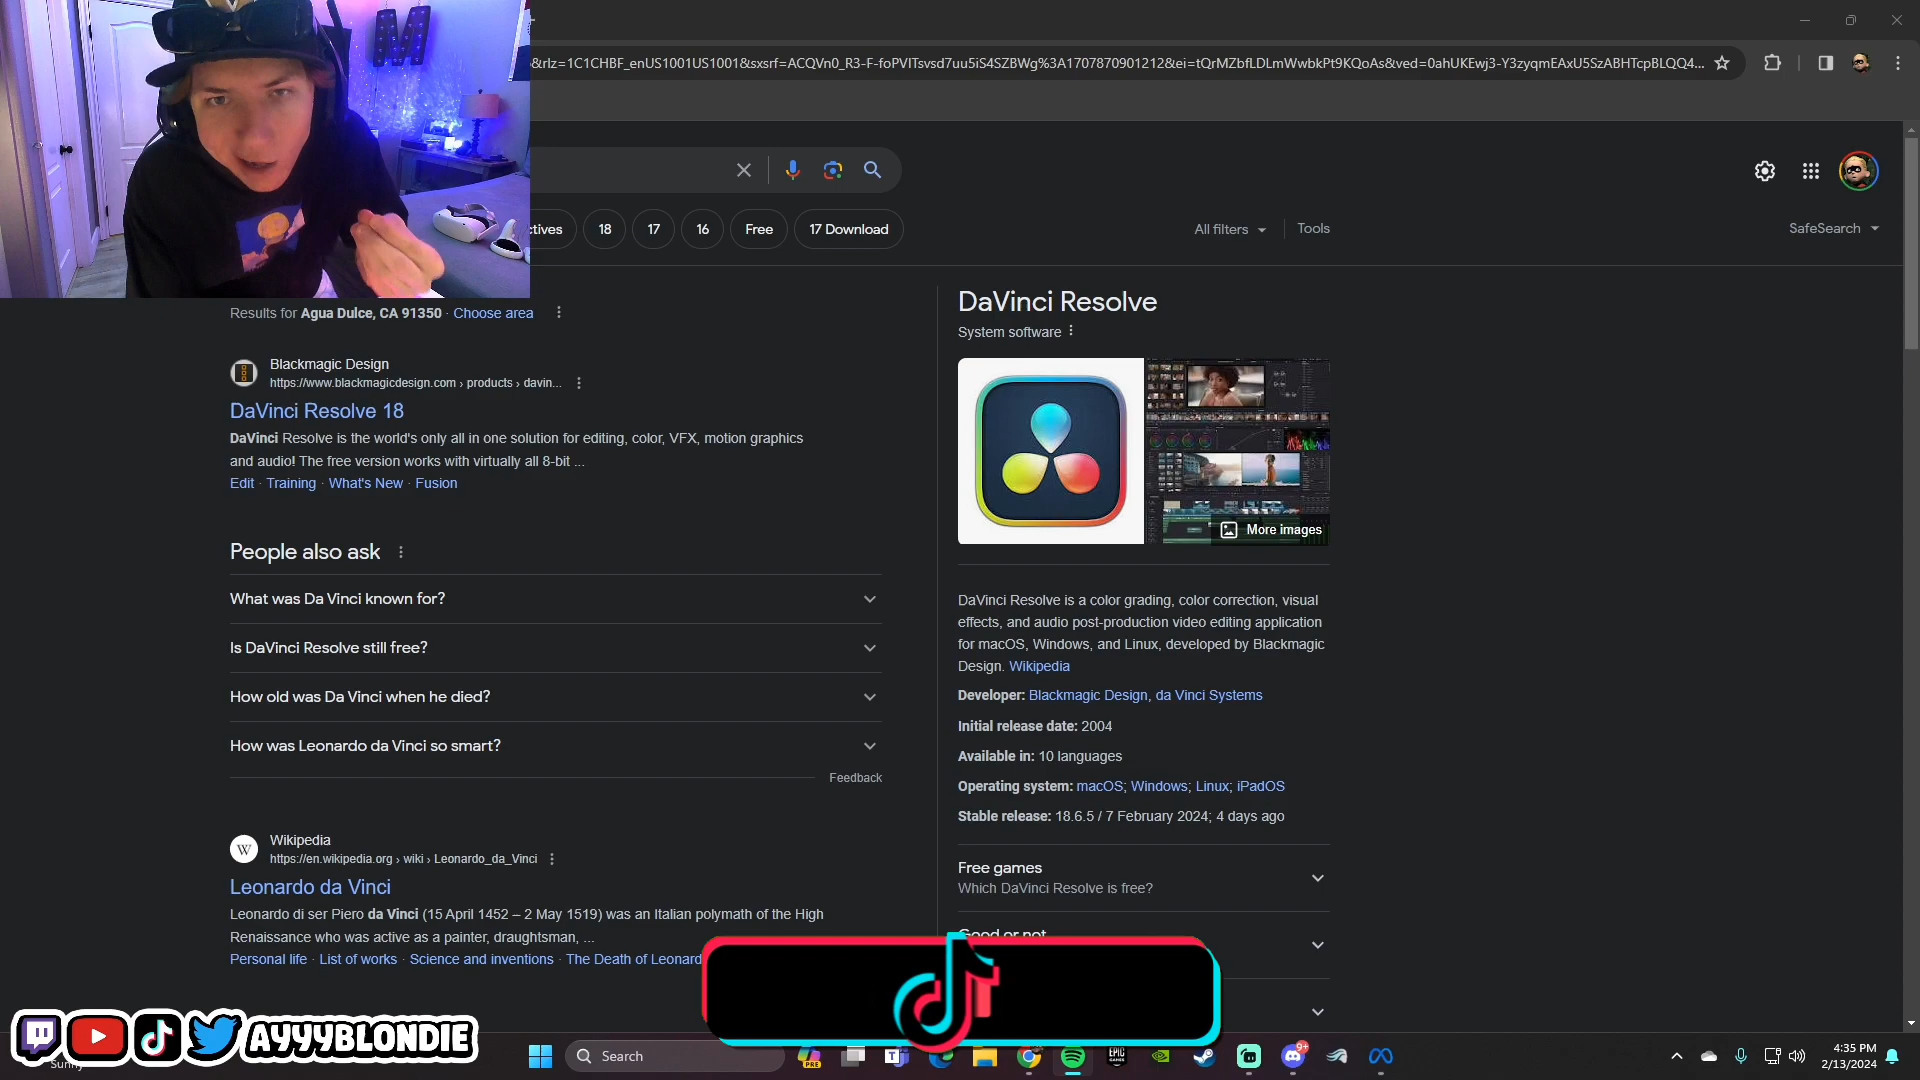 &rlz=1C1CHBF_enUS1001US1001&sxsrf=ACQVn0_R3-F-foPVITsvsd7uu5iS4SZBWg%3A1707870901212&ei=tQrMZbfLDLmWwbkPt9KQoAs&ved=0ahUKEwj3-Y3zyqmEAxU5SzABHTcpBLQQ4...
M
ctives 18 17 16 Free 17 Download
All filters Tools SafeSearch
Results for Agua Dulce, CA 91350 · Choose area
Blackmagic Design
https://www.blackmagicdesign.com › products › davin...
DaVinci Resolve 18
DaVinci Resolve is the world's only all in one solution for editing, color, VFX, motion graphics
and audio! The free version works with virtually all 8-bit ...
Edit · Training · What's New · Fusion
People also ask
What was Da Vinci known for?
Is DaVinci Resolve still free?
How old was Da Vinci when he died?
How was Leonardo da Vinci so smart?
Feedback
Wikipedia
https://en.wikipedia.org › wiki › Leonardo_da_Vinci
Leonardo da Vinci
Leonardo di ser Piero da Vinci (15 April 1452 – 2 May 1519) was an Italian polymath of the High
Renaissance who was active as a painter, draughtsman, ...
Personal life · List of works · Science and inventions · The Death of Leonard
DaVinci Resolve
System software
More images
DaVinci Resolve is a color grading, color correction, visual
effects, and audio post-production video editing application
for macOS, Windows, and Linux, developed by Blackmagic
Design. Wikipedia
Developer: Blackmagic Design, da Vinci Systems
Initial release date: 2004
Available in: 10 languages
Operating system: macOS; Windows; Linux; iPadOS
Stable release: 18.6.5 / 7 February 2024; 4 days ago
Free games
Which DaVinci Resolve is free?
Good or not
AYYYBLONDIE
Sunny
Search
PRE
EPIC GAMES
9+
4:35 PM
2/13/2024